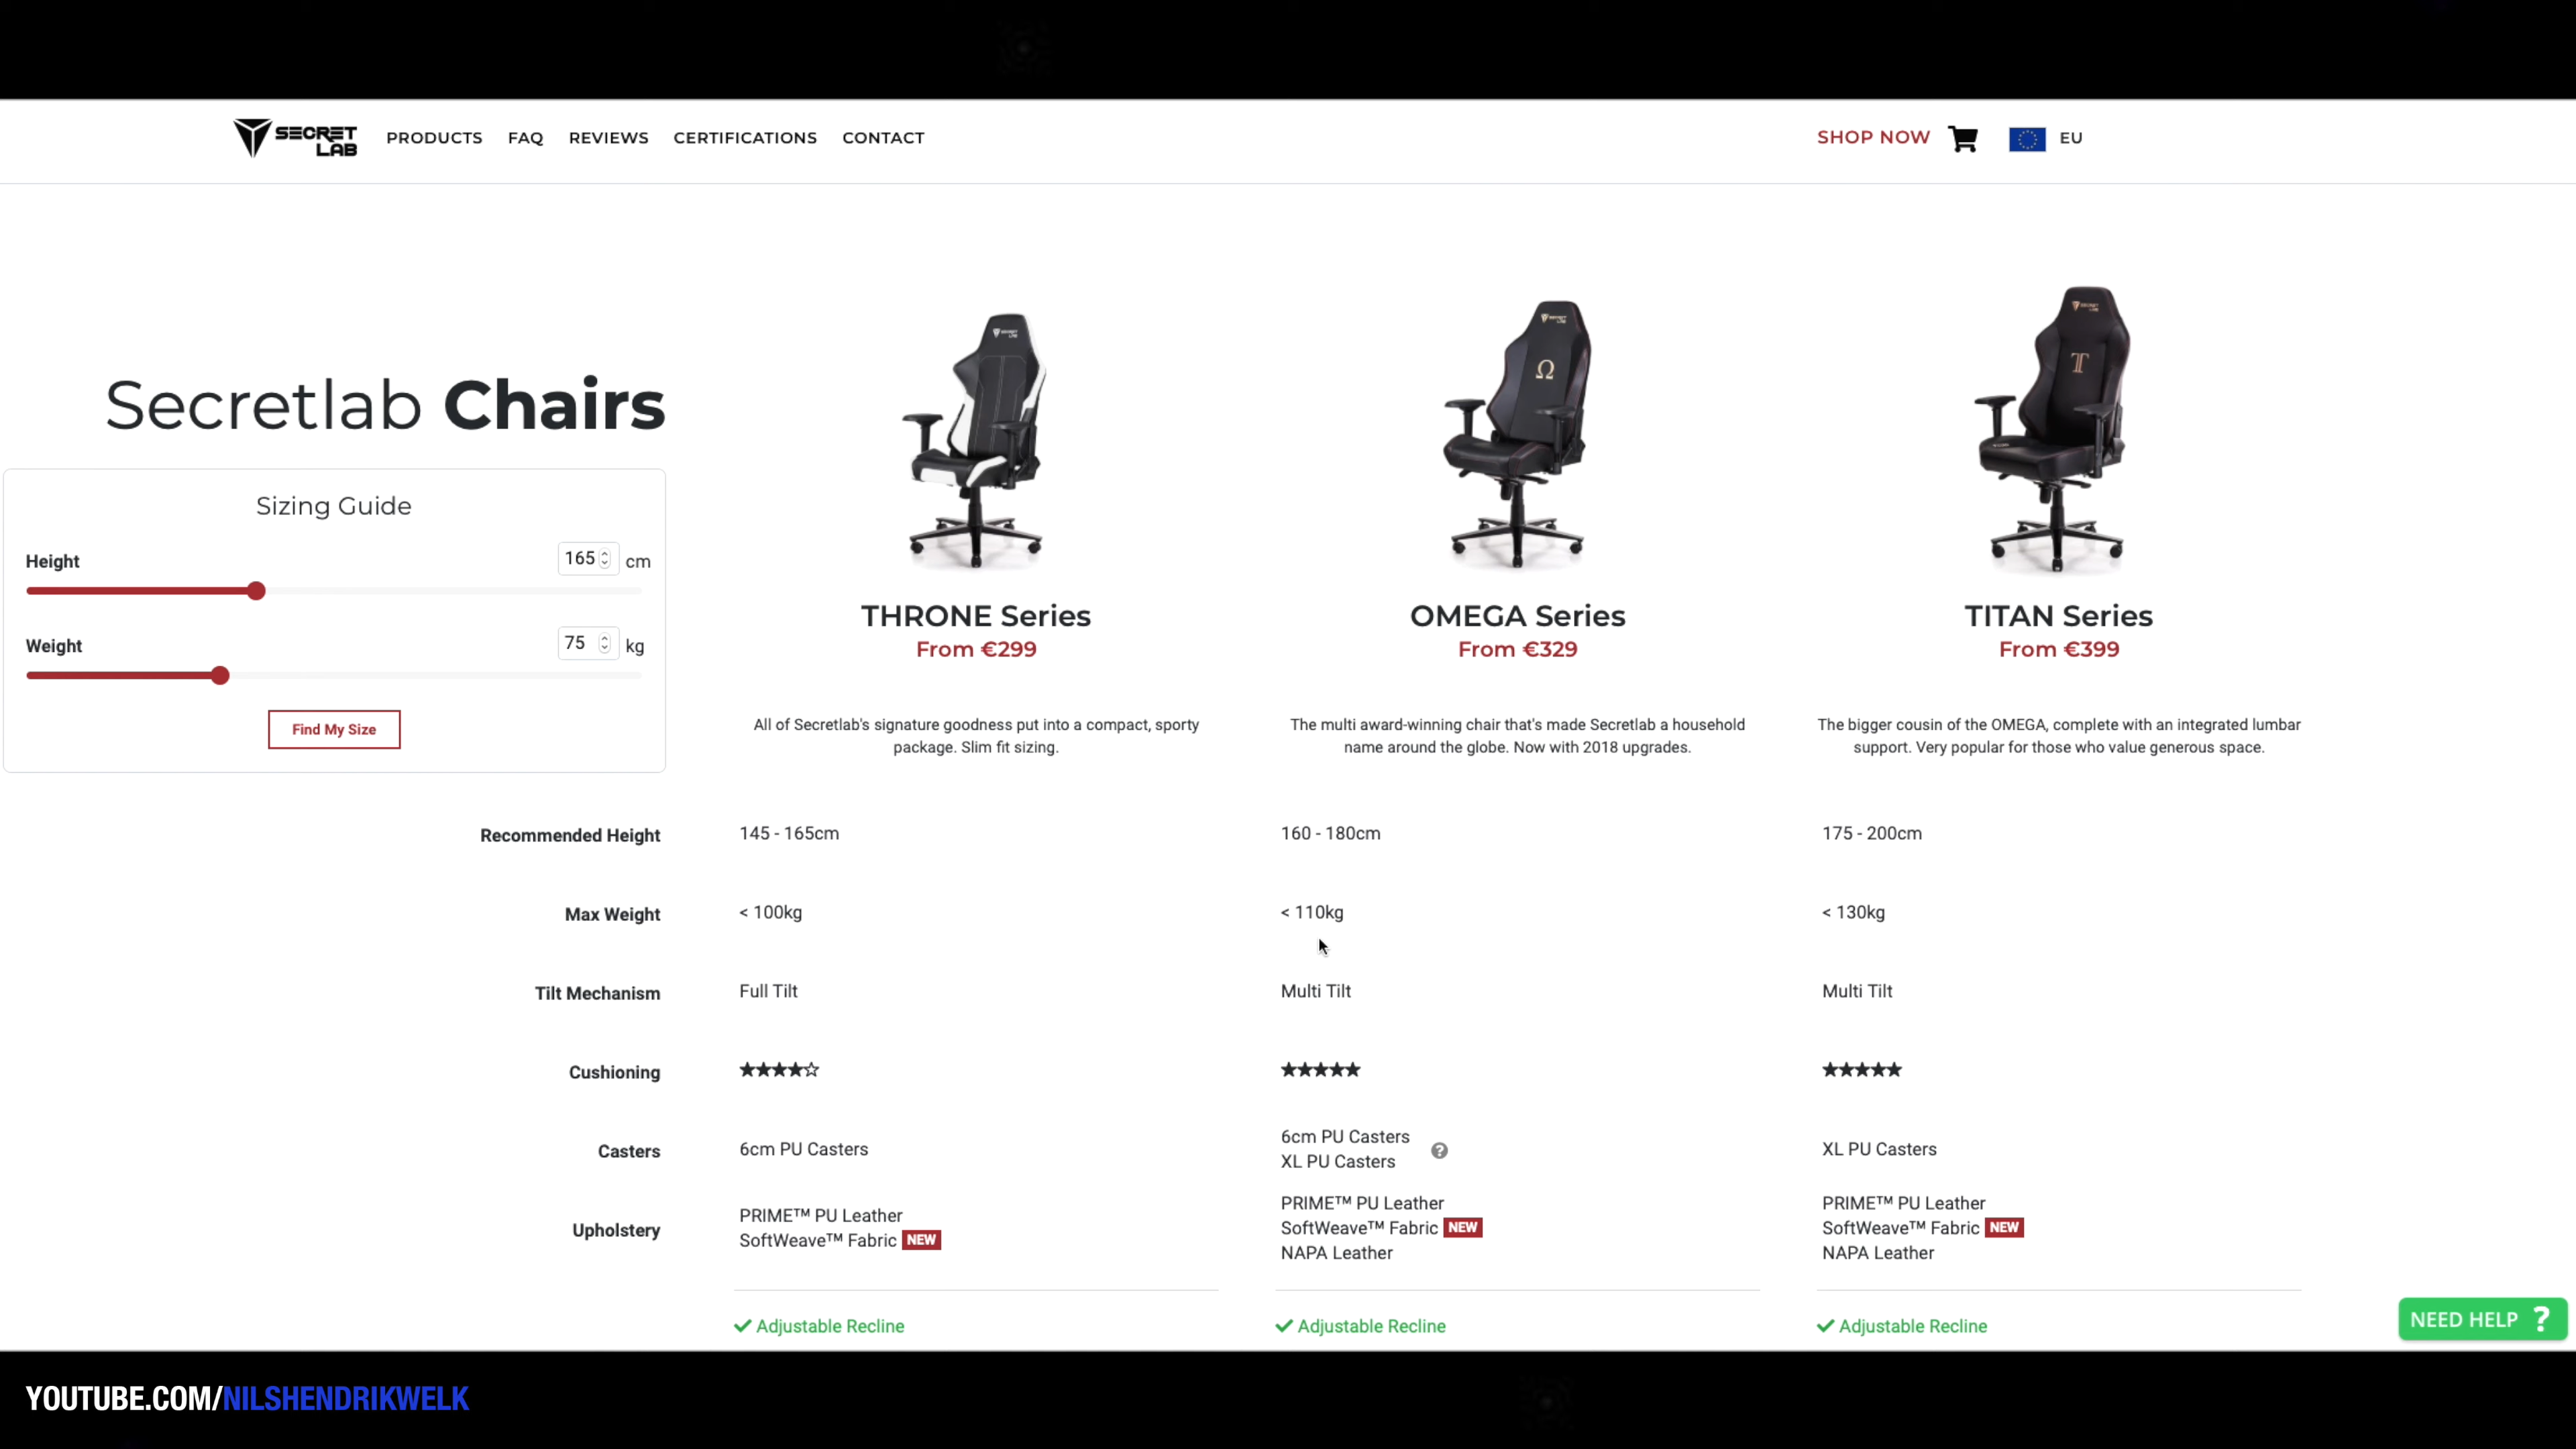 SECRET LAB
PRODUCTS FAQ REVIEWS CERTIFICATIONS CONTACT
SHOP NOW EU
Secretlab Chairs
Sizing Guide
Height 165 cm
Weight 75 kg
Find My Size
THRONE Series
From €299
All of Secretlab's signature goodness put into a compact, sporty
package. Slim fit sizing.
OMEGA Series
From €329
The multi award-winning chair that's made Secretlab a household
name around the globe. Now with 2018 upgrades.
TITAN Series
From €399
The bigger cousin of the OMEGA, complete with an integrated lumbar
support. Very popular for those who value generous space.
Recommended Height 145 - 165cm 160 - 180cm 175 - 200cm
Max Weight < 100kg < 110kg < 130kg
Tilt Mechanism Full Tilt Multi Tilt Multi Tilt
Cushioning ★★★★☆ ★★★★★ ★★★★★
Casters
6cm PU Casters
6cm PU Casters
XL PU Casters ?
XL PU Casters
Upholstery
PRIME™ PU Leather
SoftWeave™ Fabric NEW
PRIME™ PU Leather
SoftWeave™ Fabric NEW
NAPA Leather
PRIME™ PU Leather
SoftWeave™ Fabric NEW
NAPA Leather
Adjustable Recline Adjustable Recline Adjustable Recline
NEED HELP ?
YOUTUBE.COM/NILSHENDRIKWELK